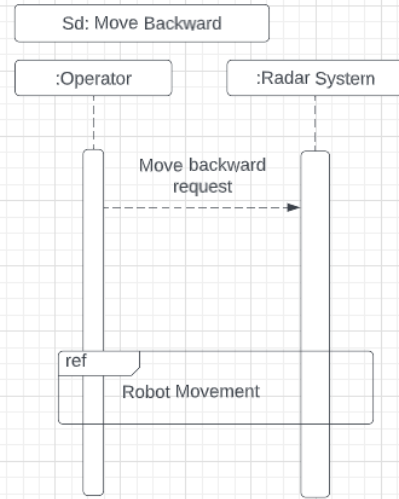 Sd: Move Backward
:Operator
:Radar System
Move backward
request
ref
Robot Movement